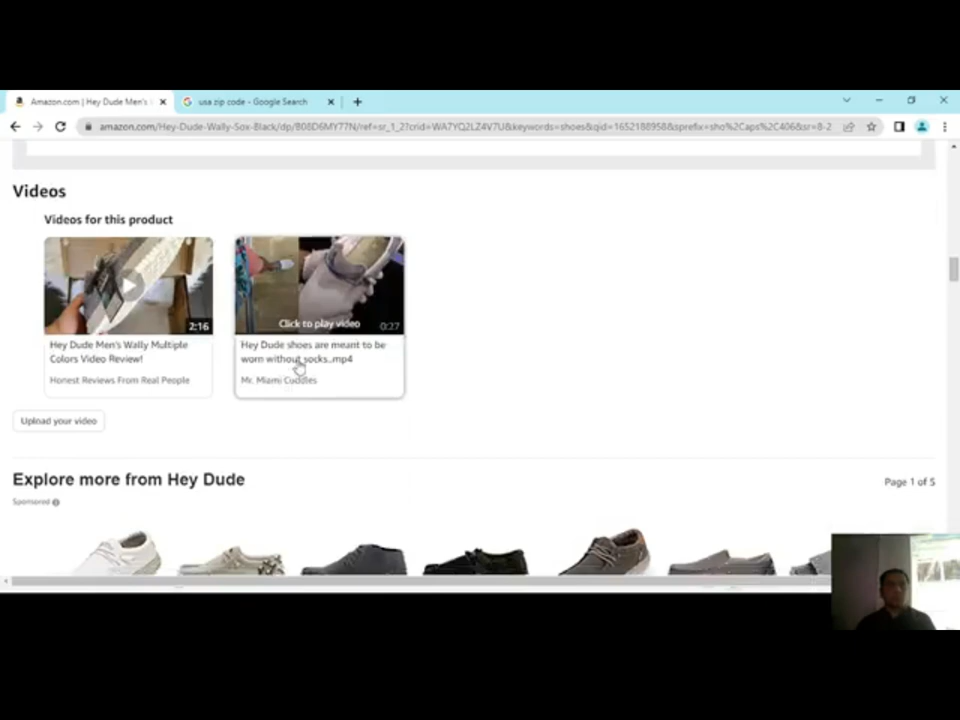 Amazon.com | Hey Dude Men's
usa zip code - Google Search
amazon.com/Hey-Dude-Wally-Sox-Black/dp/B08D6MY77N/ref=sr_1_2?crid=WA7YQ2LZ4V7U&keywords=shoes&qid=1652188958&sprefix=sho%2Caps%2C406&sr=8-2
Videos
Videos for this product
2:16
Click to play video
0:27
Hey Dude Men's Wally Multiple
Colors Video Review!
Honest Reviews From Real People
Hey Dude shoes are meant to be
worn without socks..mp4
Mr. Miami Cuddles
Upload your video
Explore more from Hey Dude
Page 1 of 5
Sponsored